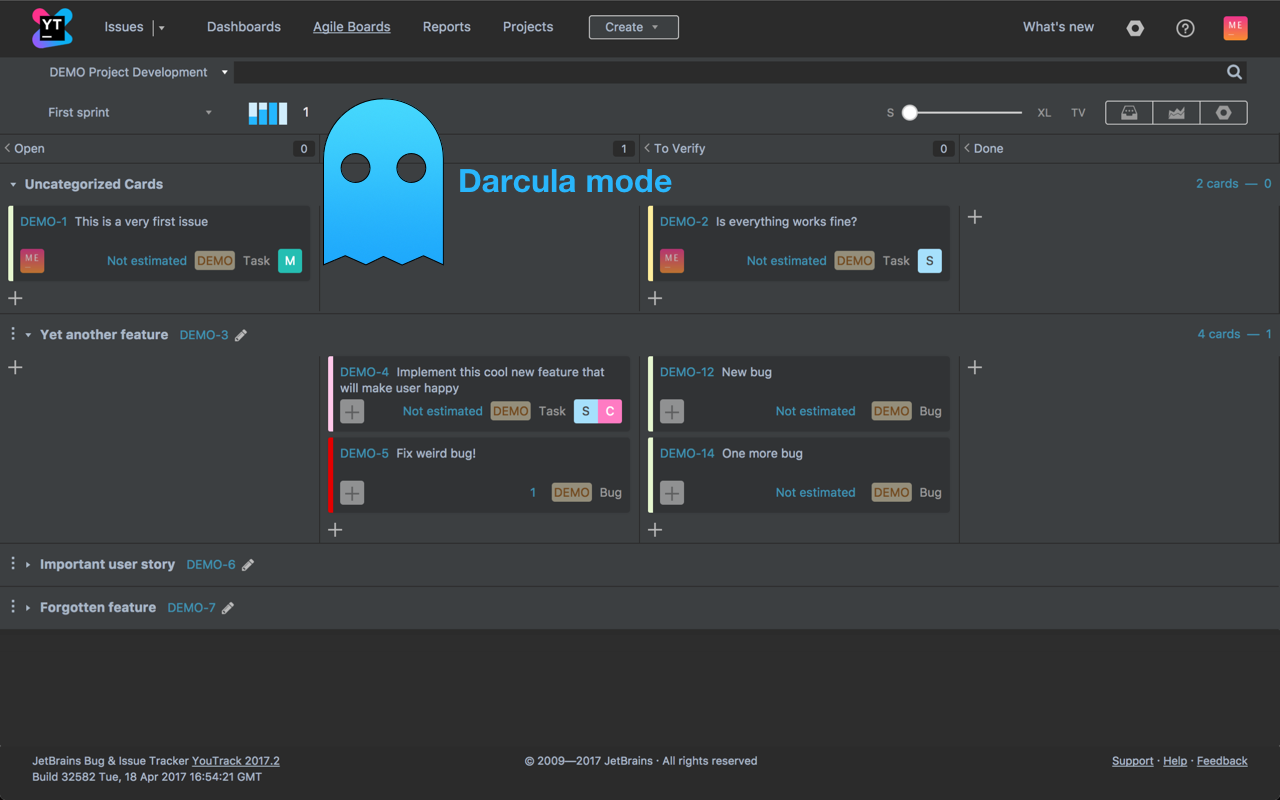 YT
Issues
Dashboards
Agile Boards
Reports
Projects
Create
What's new
ME
DEMO Project Development
First sprint
1
S
XL
TV
Open
0
1
To Verify
0
Done
Darcula mode
Uncategorized Cards
2 cards — 0
DEMO-1 This is a very first issue
ME
Not estimated DEMO Task M
DEMO-2 Is everything works fine?
ME
Not estimated DEMO Task S
Yet another feature DEMO-3
4 cards — 1
DEMO-4 Implement this cool new feature that
will make user happy
Not estimated DEMO Task S C
DEMO-12 New bug
Not estimated DEMO Bug
DEMO-5 Fix weird bug!
1 DEMO Bug
DEMO-14 One more bug
Not estimated DEMO Bug
Important user story DEMO-6
Forgotten feature DEMO-7
JetBrains Bug & Issue Tracker YouTrack 2017.2
Build 32582 Tue, 18 Apr 2017 16:54:21 GMT
© 2009—2017 JetBrains · All rights reserved
Support · Help · Feedback